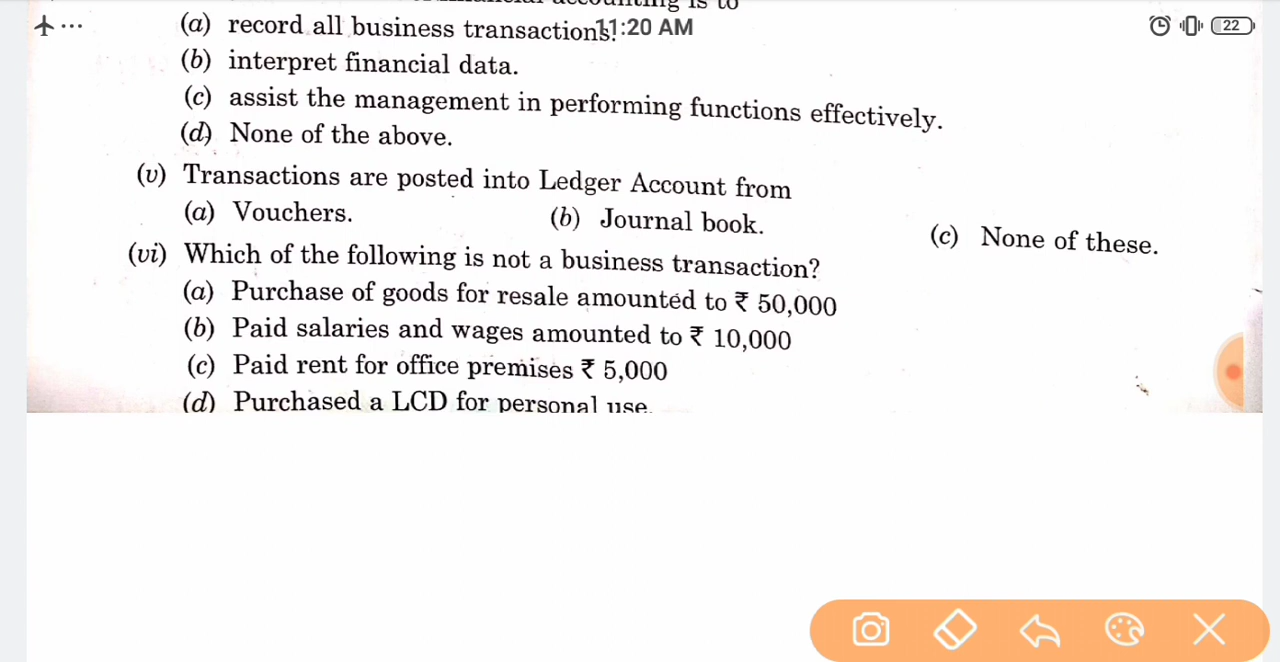 accounting is to
(a) record all business transactions. 11:20 AM
22
(b) interpret financial data.
(c) assist the management in performing functions effectively.
(d) None of the above.
(v) Transactions are posted into Ledger Account from
(a) Vouchers. (b) Journal book. (c) None of these.
(vi) Which of the following is not a business transaction?
(a) Purchase of goods for resale amounted to ₹ 50,000
(b) Paid salaries and wages amounted to ₹ 10,000
(c) Paid rent for office premises ₹ 5,000
(d) Purchased a LCD for personal use.